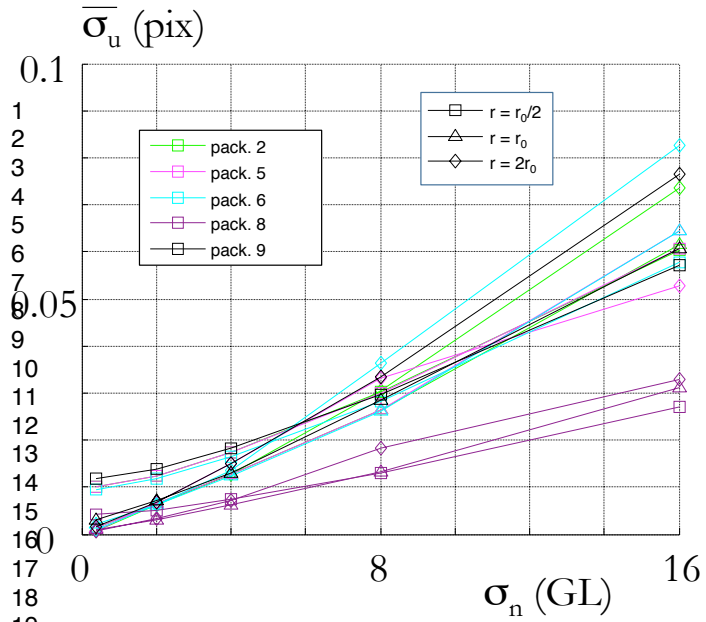 σu (pix)
0.1
1
2
3
4
5
6
7
8
0.05
9
10
11
12
13
14
15
16
0
17
18
19
pack. 2
pack. 5
pack. 6
pack. 8
pack. 9
r = r0/2
r = r0
r = 2r0
0 8 16
σn (GL)